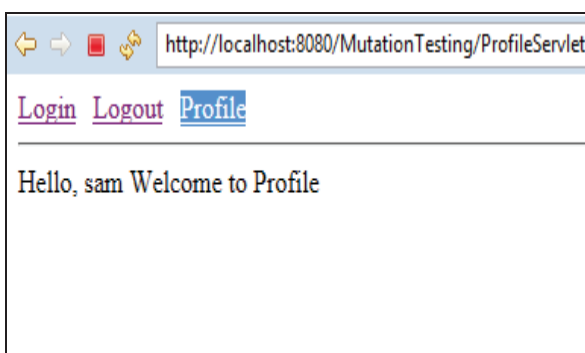 http://localhost:8080/MutationTesting/ProfileServlet
Login Logout Profile
Hello, sam Welcome to Profile